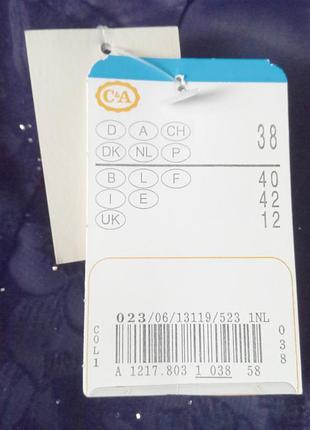 C&A
D A CH 38
DK NL P
B L F 40
I E 42
UK 12
023/06/13119/523 1NL
COL1
038
A 1217.803 1 038 58